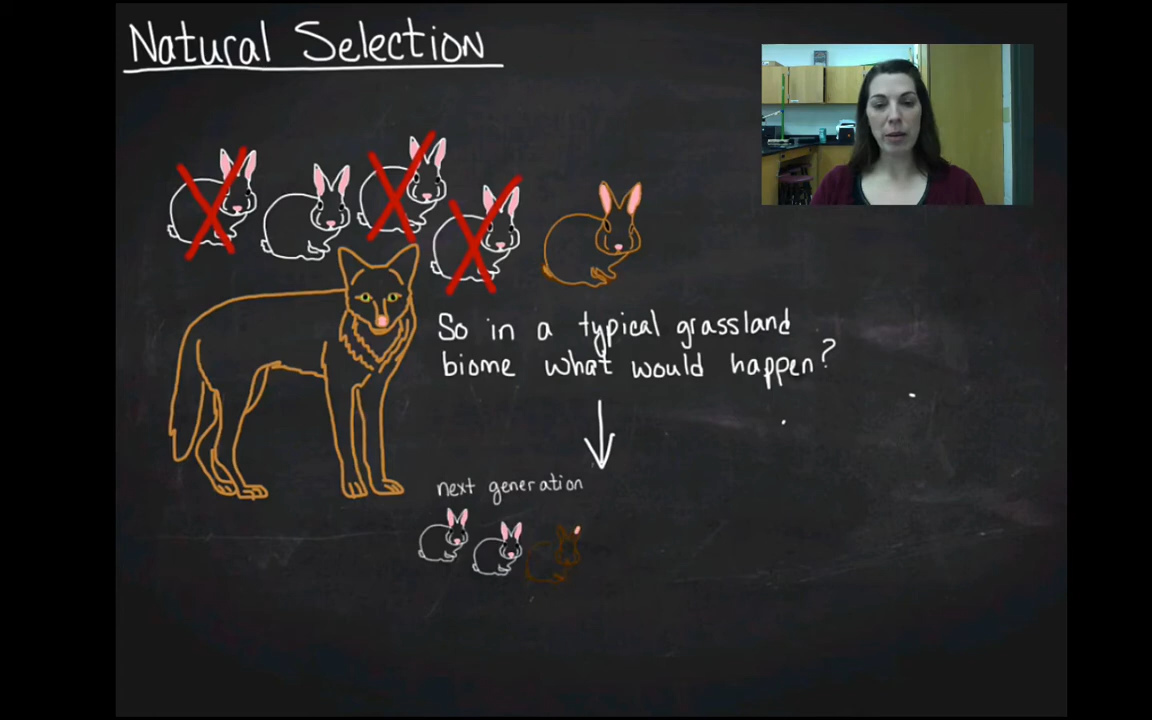 Natural Selection
So in a typical grassland
biome what would happen?
next generation